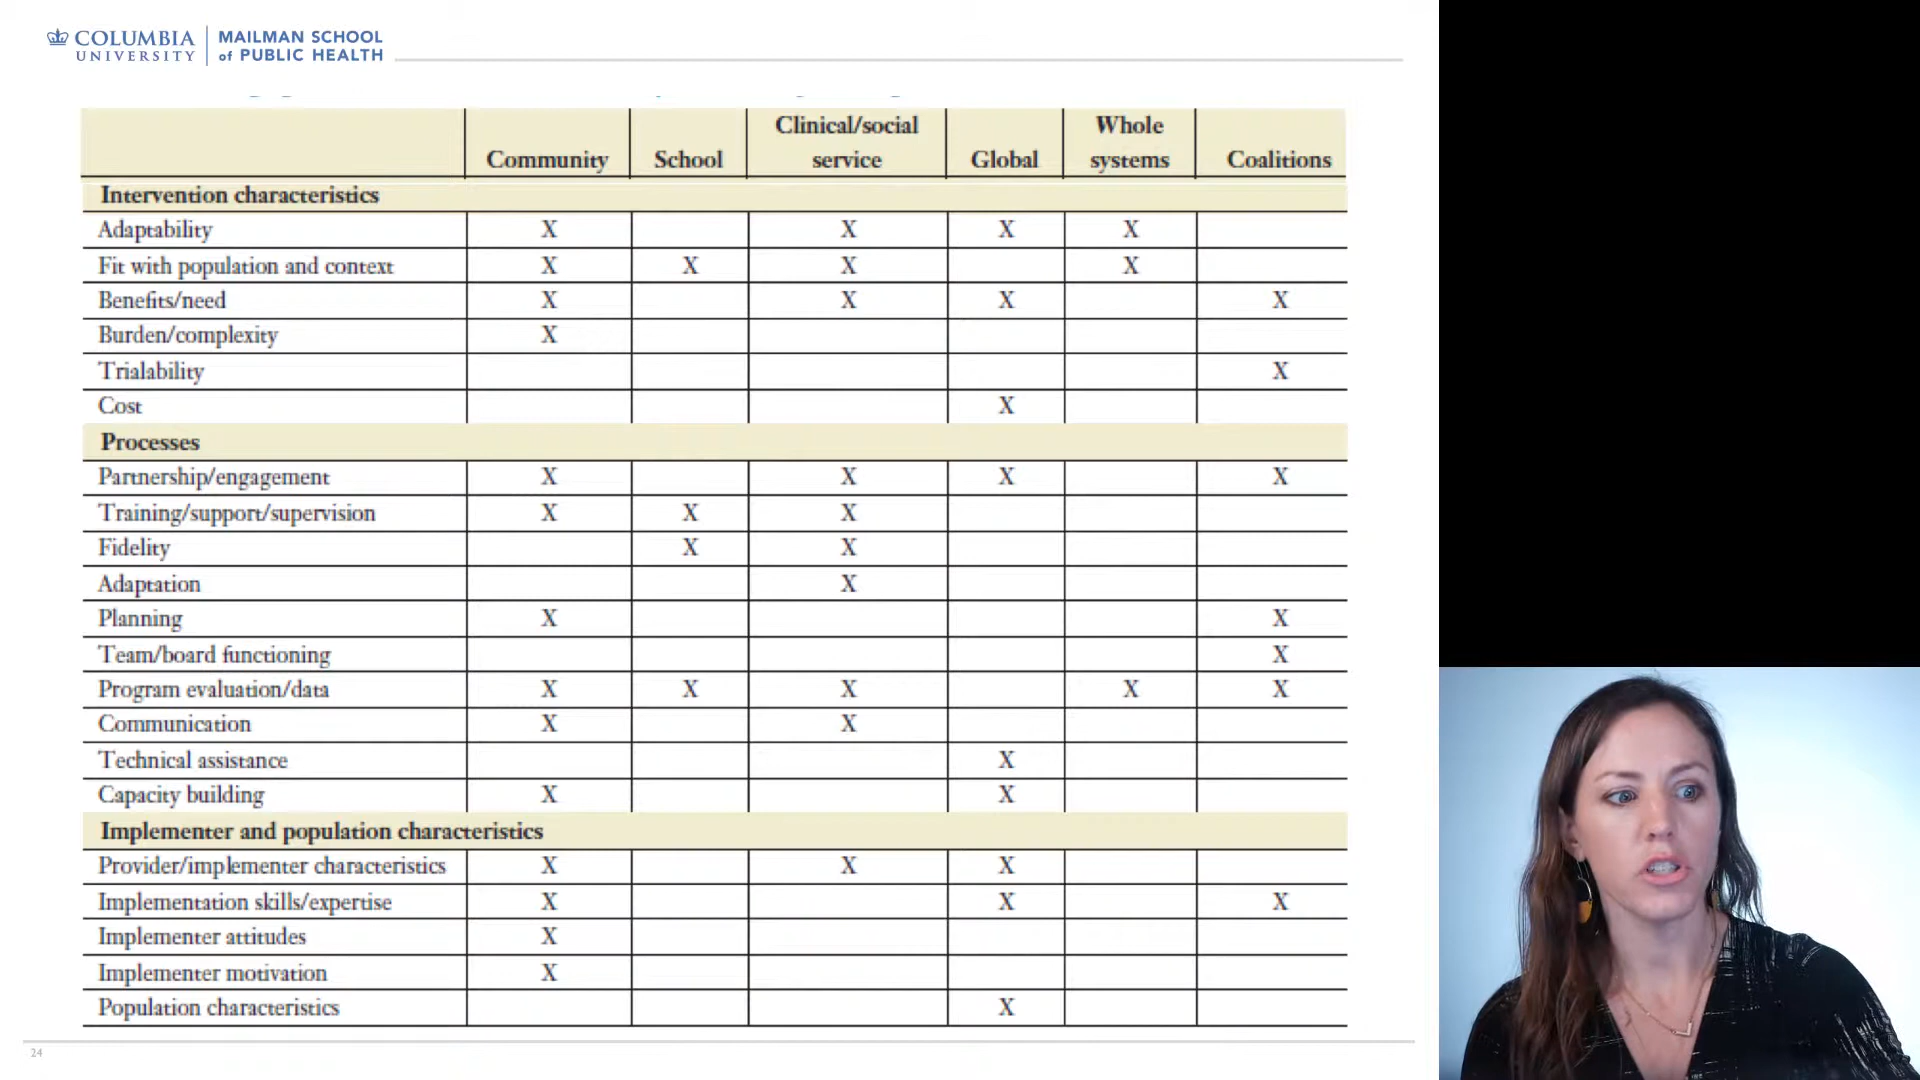 COLUMBIA UNIVERSITY
MAILMAN SCHOOL of PUBLIC HEALTH
Community School Clinical/social service Global Whole systems Coalitions
Intervention characteristics
Adaptability X X X X
Fit with population and context X X X X
Benefits/need X X X X
Burden/complexity X
Trialability X
Cost X
Processes
Partnership/engagement X X X X
Training/support/supervision X X X
Fidelity X X
Adaptation X
Planning X X
Team/board functioning X
Program evaluation/data X X X X X
Communication X X
Technical assistance X
Capacity building X X
Implementer and population characteristics
Provider/implementer characteristics X X X
Implementation skills/expertise X X X
Implementer attitudes X
Implementer motivation X
Population characteristics X
24